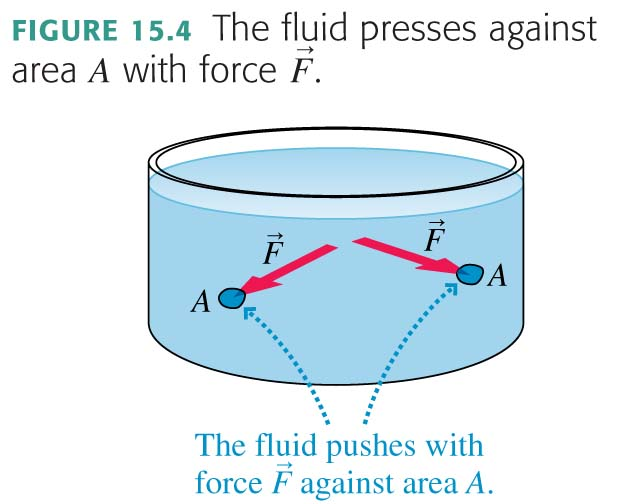 FIGURE 15.4 The fluid presses against
area A with force F⃗.
F⃗
F⃗
A
A
The fluid pushes with
force F⃗ against area A.